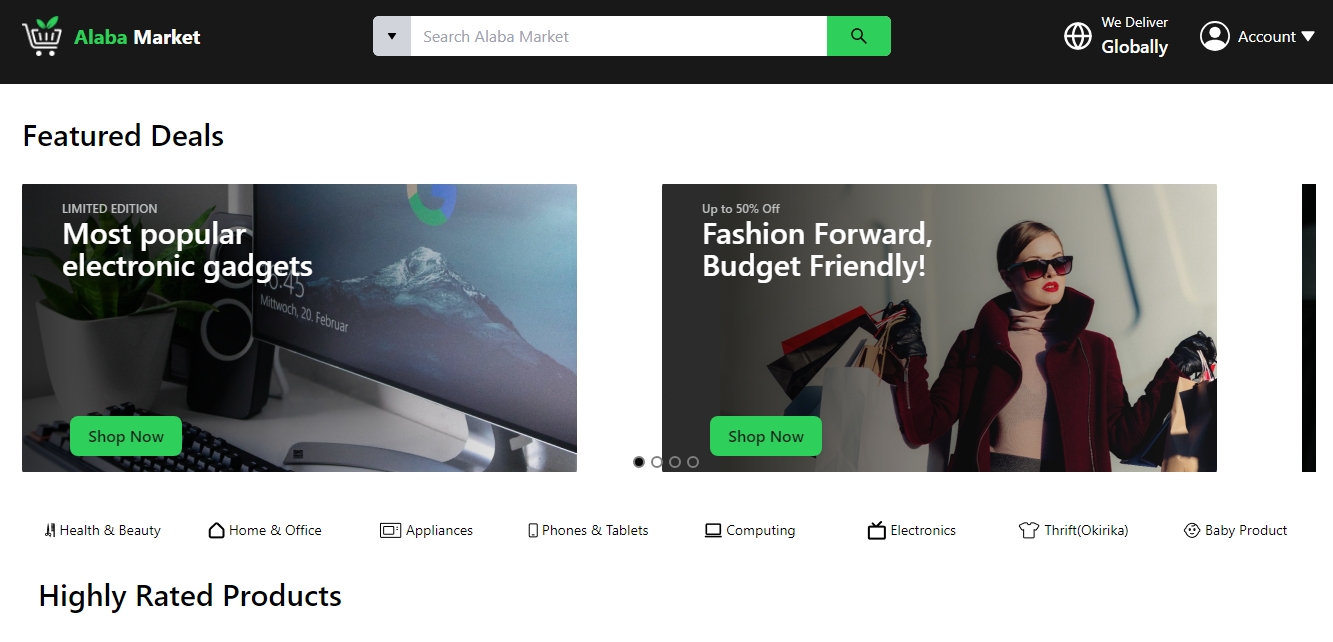 Alaba Market
Search Alaba Market
We Deliver
Globally
Account
Featured Deals
LIMITED EDITION
Most popular
electronic gadgets
16:45
Mittwoch, 20. Februar
Shop Now
Up to 50% Off
Fashion Forward,
Budget Friendly!
Shop Now
Health & Beauty
Home & Office
Appliances
Phones & Tablets
Computing
Electronics
Thrift(Okirika)
Baby Product
Highly Rated Products